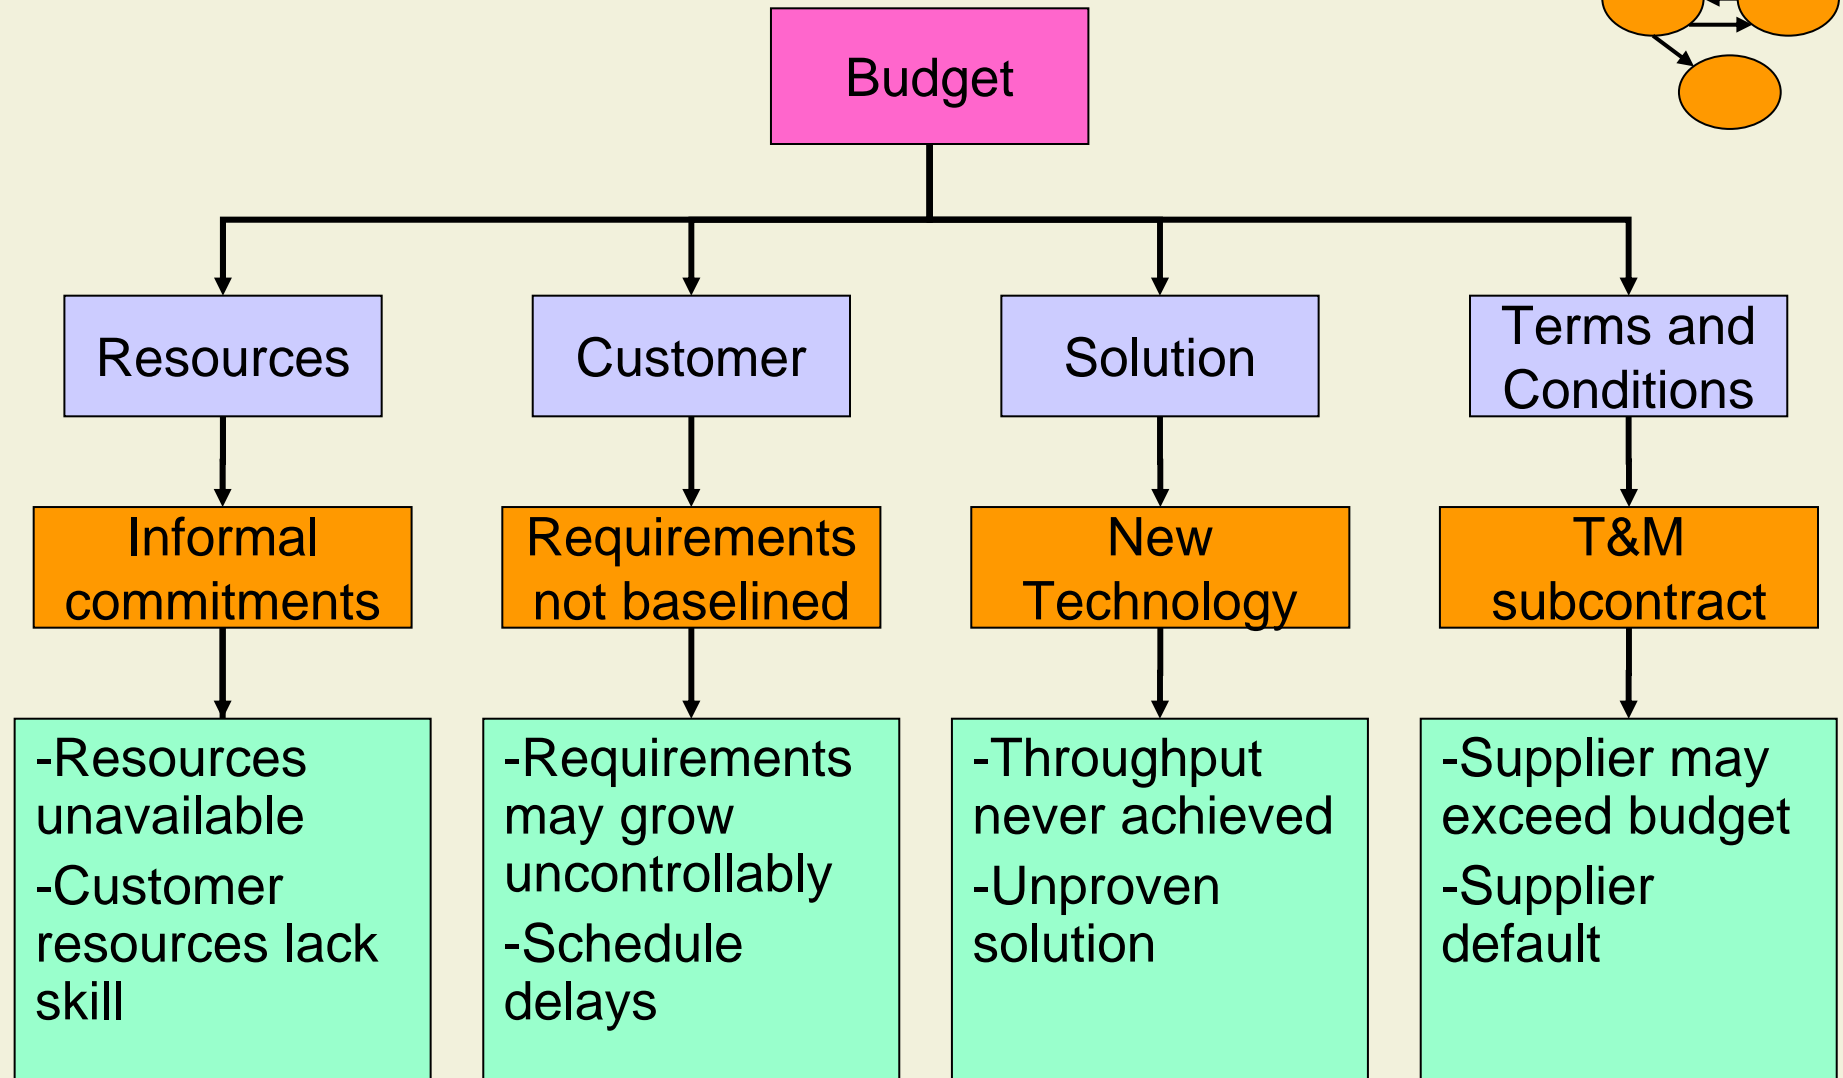 Budget
Resources
Customer
Solution
Terms and
Conditions
Informal
commitments
Requirements
not baselined
New
Technology
T&M
subcontract
-Resources
unavailable
-Customer
resources lack
skill
-Requirements
may grow
uncontrollably
-Schedule
delays
-Throughput
never achieved
-Unproven
solution
-Supplier may
exceed budget
-Supplier
default